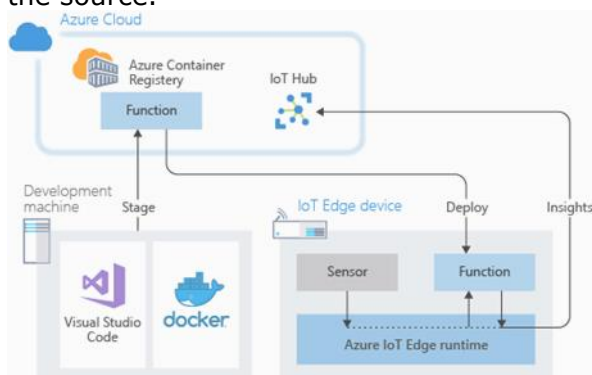 the source.
Azure Cloud
Azure Container
Registery
IoT Hub
Function
Development
machine
Stage
IoT Edge device
Deploy
Insights
Sensor
Function
Visual Studio
Code
docker
Azure IoT Edge runtime